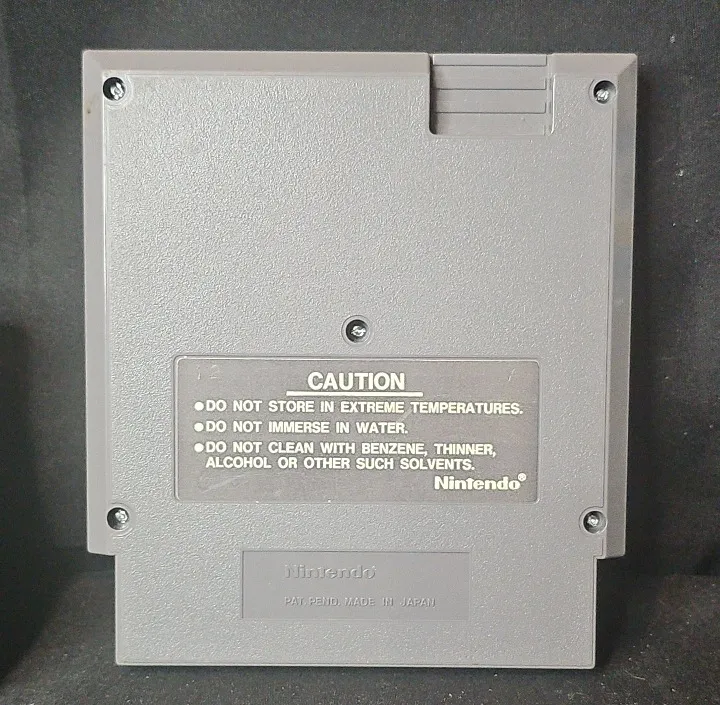 CAUTION
●DO NOT STORE IN EXTREME TEMPERATURES.
●DO NOT IMMERSE IN WATER.
●DO NOT CLEAN WITH BENZENE, THINNER,
ALCOHOL OR OTHER SUCH SOLVENTS.
Nintendo®
Nintendo
PAT. PEND. MADE IN JAPAN